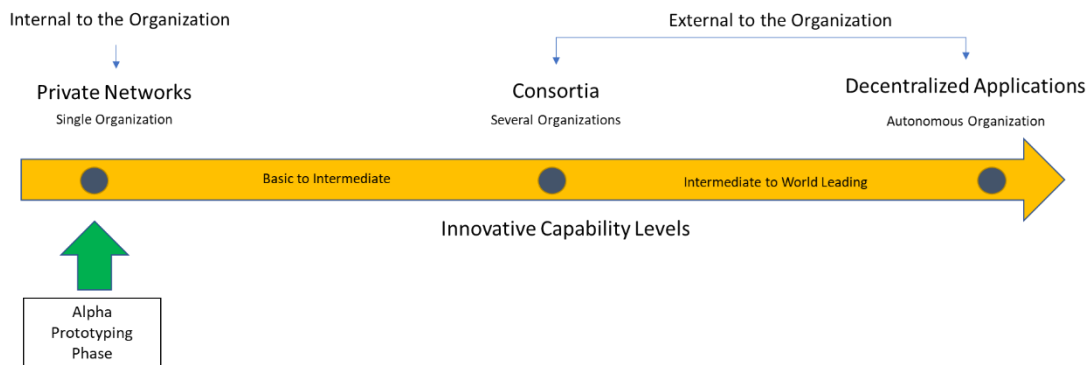 Internal to the Organization
External to the Organization
Private Networks
Single Organization
Consortia
Several Organizations
Decentralized Applications
Autonomous Organization
Basic to Intermediate
Intermediate to World Leading
Innovative Capability Levels
Alpha
Prototyping
Phase